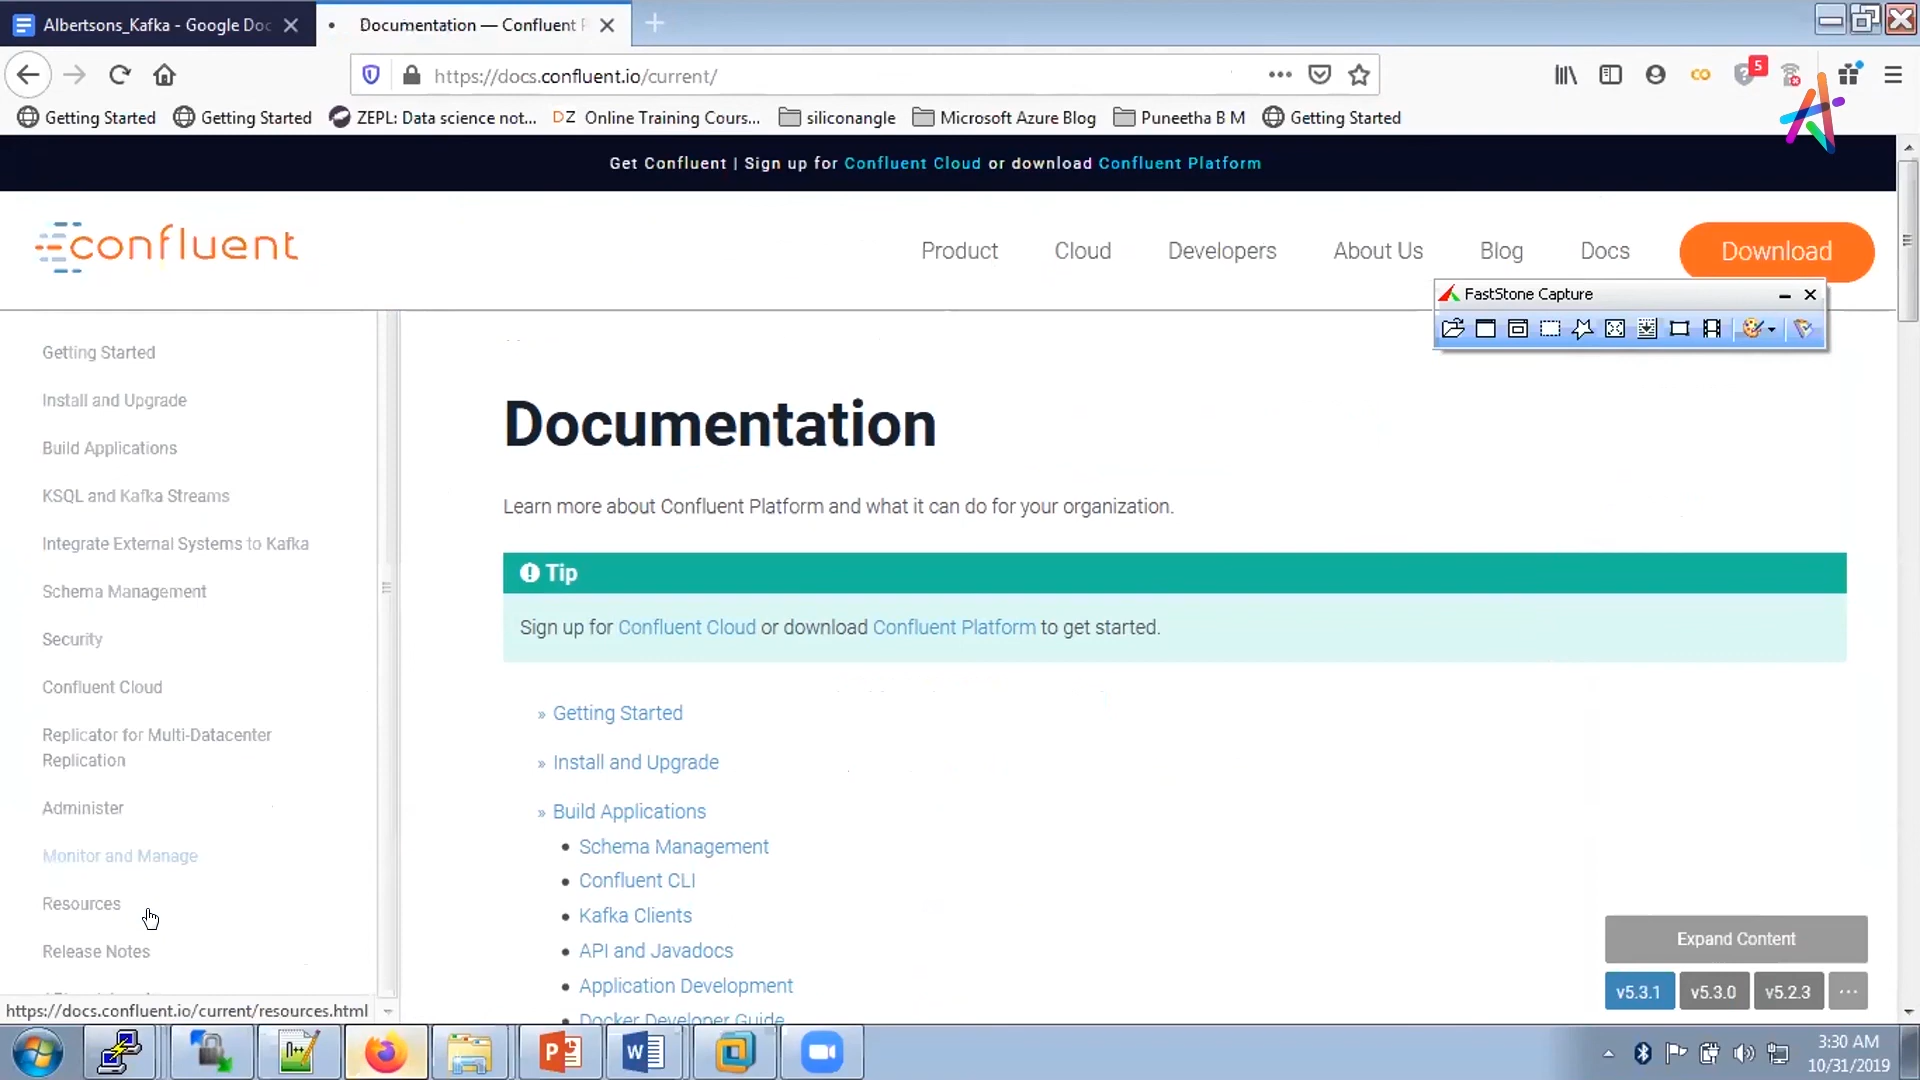 Albertsons_Kafka - Google Doc
Documentation — Confluent P
https://docs.confluent.io/current/
5
Getting Started
Getting Started
ZEPL: Data science not...
DZ Online Training Cours...
siliconangle
Microsoft Azure Blog
Puneetha B M
Getting Started
Get Confluent | Sign up for Confluent Cloud or download Confluent Platform
confluent
Product
Cloud
Developers
About Us
Blog
Docs
Download
FastStone Capture
Getting Started
Install and Upgrade
Build Applications
KSQL and Kafka Streams
Integrate External Systems to Kafka
Schema Management
Security
Confluent Cloud
Replicator for Multi-Datacenter
Replication
Administer
Monitor and Manage
Resources
Release Notes
https://docs.confluent.io/current/resources.html
Documentation
Learn more about Confluent Platform and what it can do for your organization.
Tip
Sign up for Confluent Cloud or download Confluent Platform to get started.
» Getting Started
» Install and Upgrade
» Build Applications
• Schema Management
• Confluent CLI
• Kafka Clients
• API and Javadocs
• Application Development
• Docker Developer Guide
Expand Content
v5.3.1
v5.3.0
v5.2.3
...
3:30 AM
10/31/2019